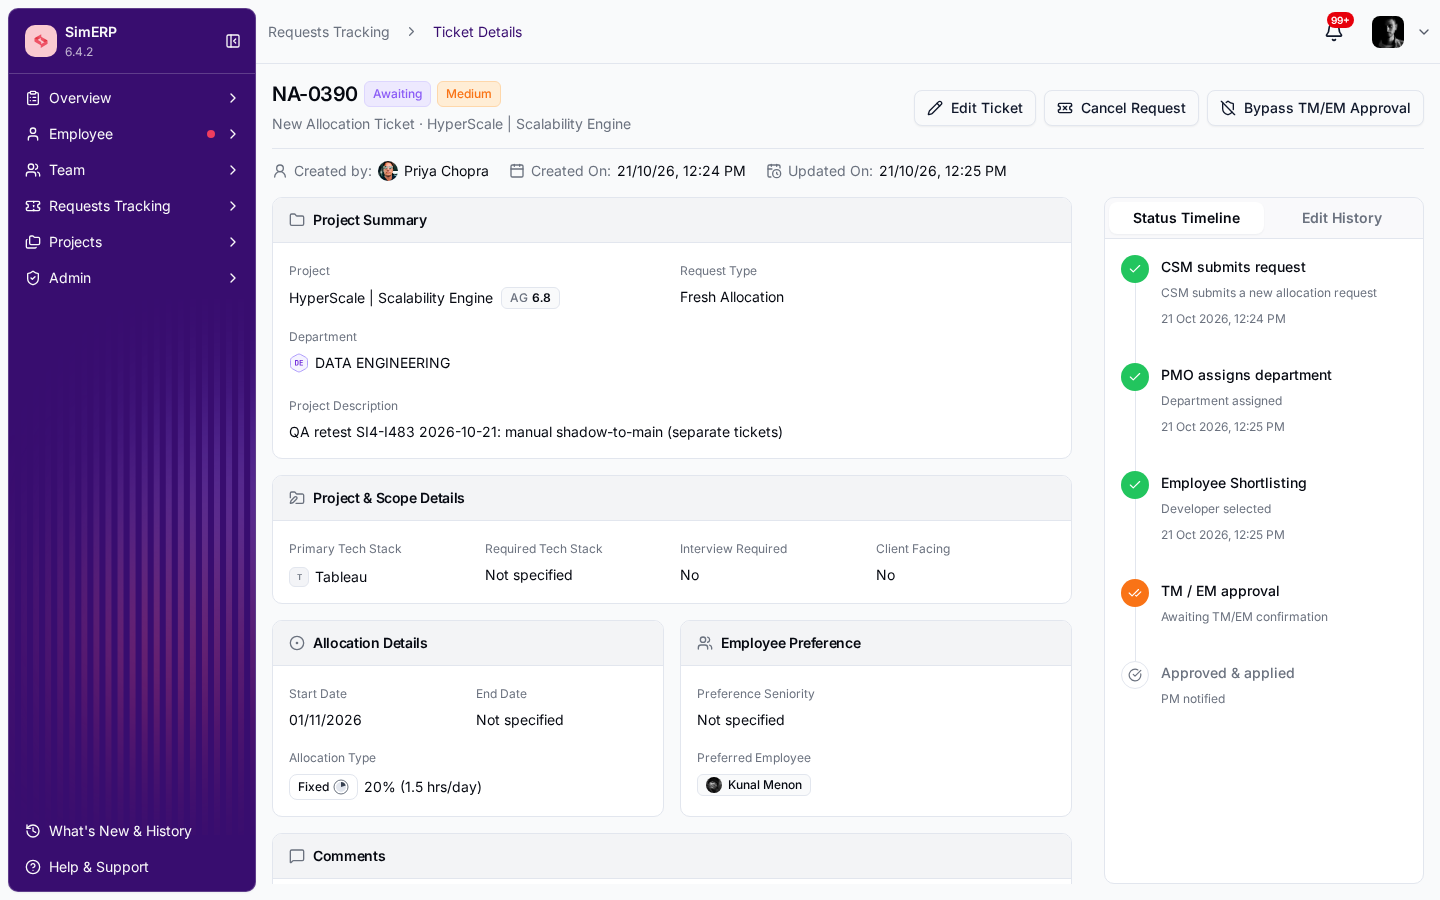 SimERP
6.4.2
Overview
Employee
Team
Requests Tracking
Projects
Admin
What's New & History
Help & Support
Requests Tracking
Ticket Details
99+
NA-0390 Awaiting Medium
New Allocation Ticket · HyperScale | Scalability Engine
Edit Ticket
Cancel Request
Bypass TM/EM Approval
Created by: Priya Chopra
Created On: 21/10/26, 12:24 PM
Updated On: 21/10/26, 12:25 PM
Project Summary
Project
HyperScale | Scalability Engine AG 6.8
Request Type
Fresh Allocation
Department
DE DATA ENGINEERING
Project Description
QA retest SI4-I483 2026-10-21: manual shadow-to-main (separate tickets)
Project & Scope Details
Primary Tech Stack
T Tableau
Required Tech Stack
Not specified
Interview Required
No
Client Facing
No
Allocation Details
Start Date
01/11/2026
End Date
Not specified
Allocation Type
Fixed 20% (1.5 hrs/day)
Employee Preference
Preference Seniority
Not specified
Preferred Employee
Kunal Menon
Comments
Status Timeline
Edit History
CSM submits request
CSM submits a new allocation request
21 Oct 2026, 12:24 PM
PMO assigns department
Department assigned
21 Oct 2026, 12:25 PM
Employee Shortlisting
Developer selected
21 Oct 2026, 12:25 PM
TM / EM approval
Awaiting TM/EM confirmation
Approved & applied
PM notified